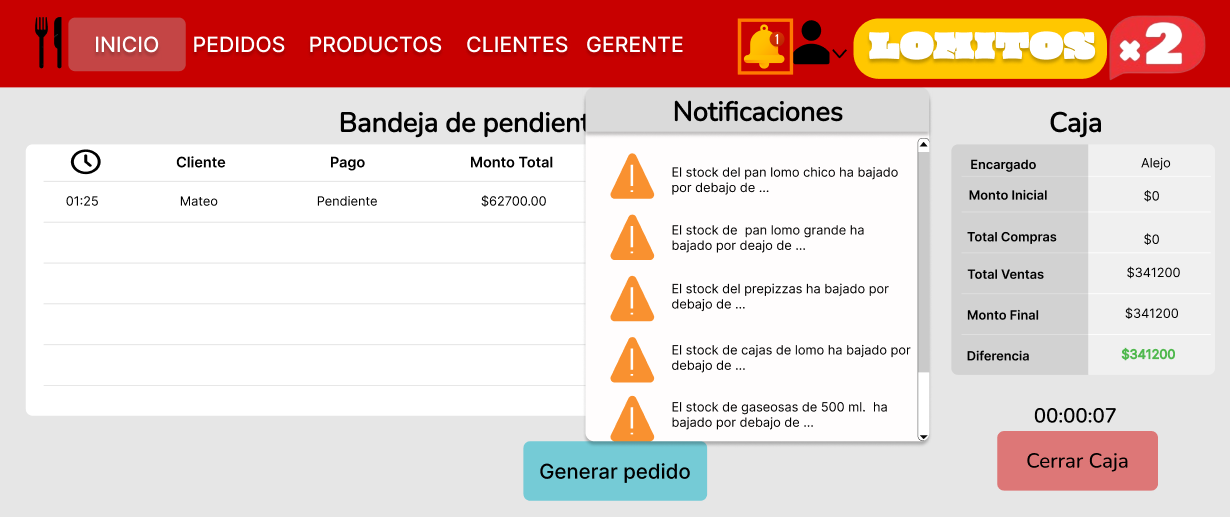 INICIO PEDIDOS PRODUCTOS CLIENTES GERENTE 1 LOMITOS x2
Bandeja de pendient
Cliente Pago Monto Total
01:25 Mateo Pendiente $62700.00
Generar pedido
Notificaciones
El stock del pan lomo chico ha bajado
por debajo de ...
El stock de  pan lomo grande ha
bajado por deajo de ...
El stock del prepizzas ha bajado por
debajo de ...
El stock de cajas de lomo ha bajado por
debajo de ...
El stock de gaseosas de 500 ml.  ha
bajado por debajo de ...
Caja
Encargado Alejo
Monto Inicial $0
Total Compras $0
Total Ventas $341200
Monto Final $341200
Diferencia $341200
00:00:07
Cerrar Caja